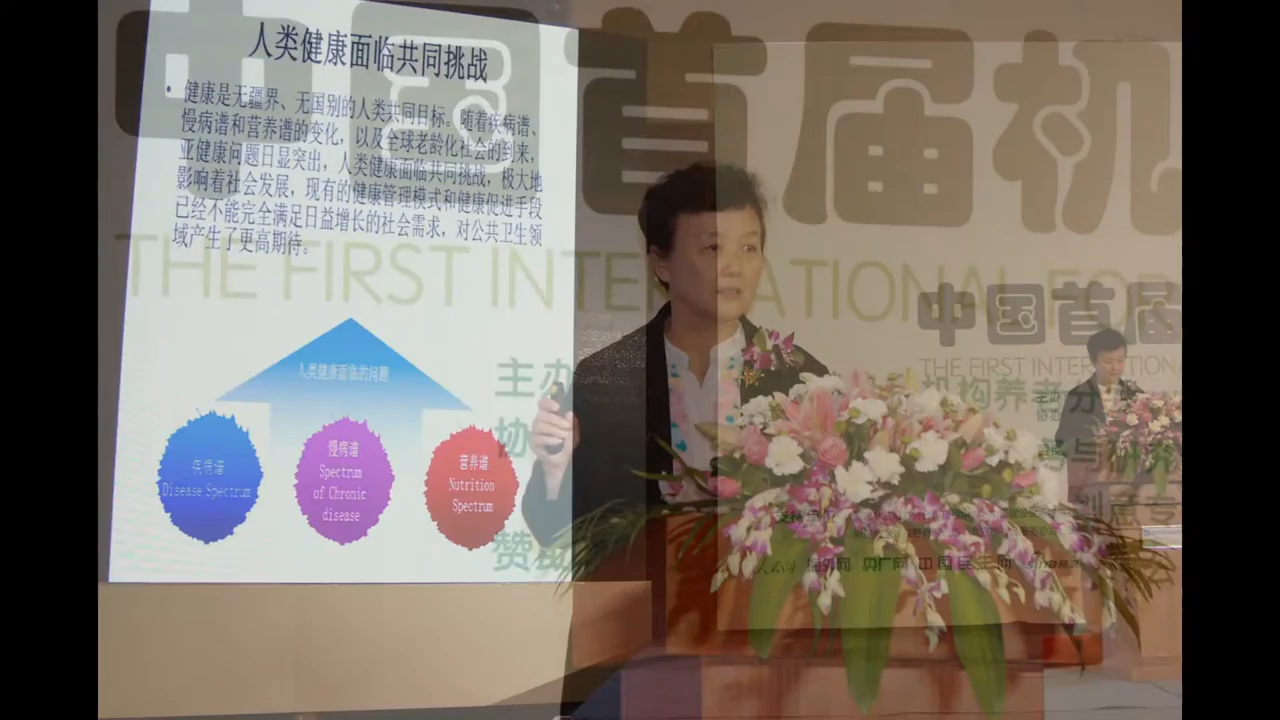 人类健康面临共同挑战
• 健康是无疆界、无国别的人类共同目标。随着疾病谱、
慢病谱和营养谱的变化，以及全球老龄化社会的到来，
亚健康问题日显突出，人类健康面临共同挑战，极大地
影响着社会发展，现有的健康管理模式和健康促进手段
已经不能完全满足日益增长的社会需求，对公共卫生领
域产生了更高期待。
人类健康面临的问题
疾病谱
Disease Spectrum
慢病谱
Spectrum
of Chronic
disease
营养谱
Nutrition
Spectrum
中国首届机
THE FIRST INTERNATIONAL FOR
主办
协
赞助
机构养老分
中国首届
THE FIRST INTERNATION
中国民生网